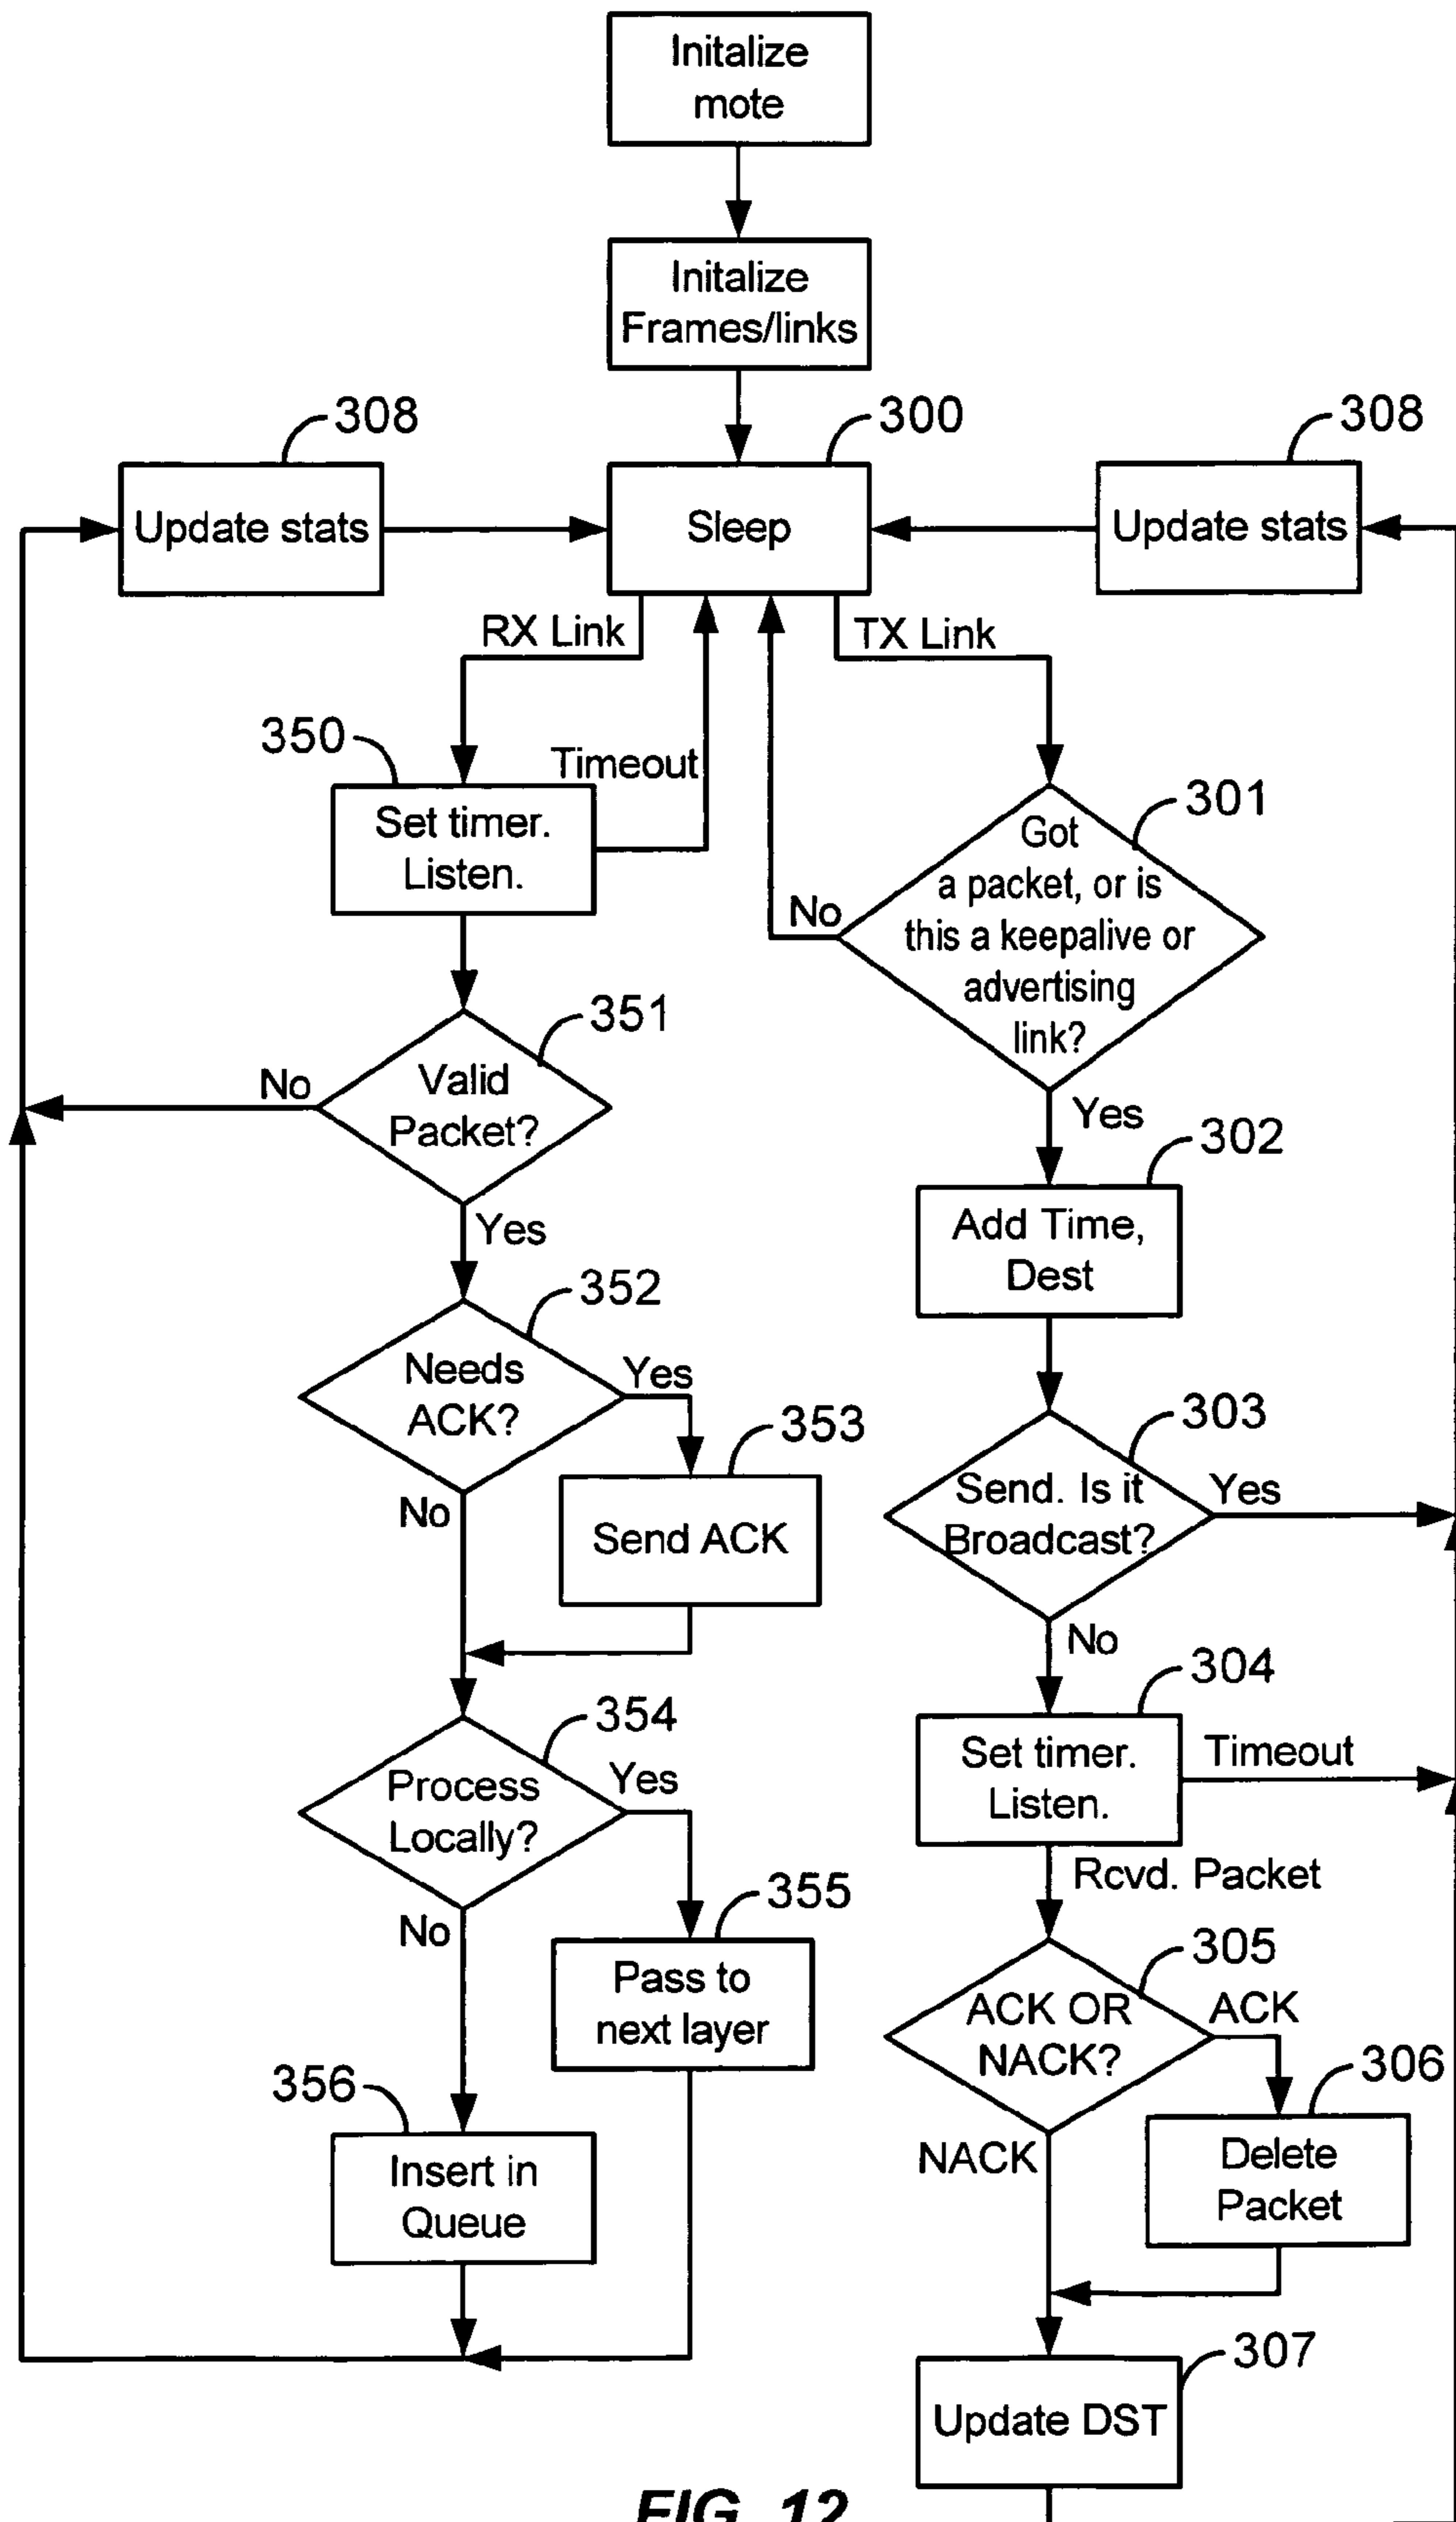 Initalize
mote
Initalize
Frames/links
308
300
308
Update stats
Sleep
Update stats
RX Link
TX Link
350
Timeout
301
Set timer.
Listen.
Got
a packet, or is
this a keepalive or
advertising
link?
No
351
Valid
Packet?
No
Yes
Yes
302
Add Time,
Dest
352
Needs
ACK?
Yes
353
303
Send. Is it
Broadcast?
Yes
No
Send ACK
No
304
354
Set timer.
Listen.
Timeout
Process
Locally?
Yes
Rcvd. Packet
355
305
No
Pass to
next layer
ACK OR
NACK?
ACK
306
356
NACK
Delete
Packet
Insert in
Queue
307
Update DST
FIG. 12